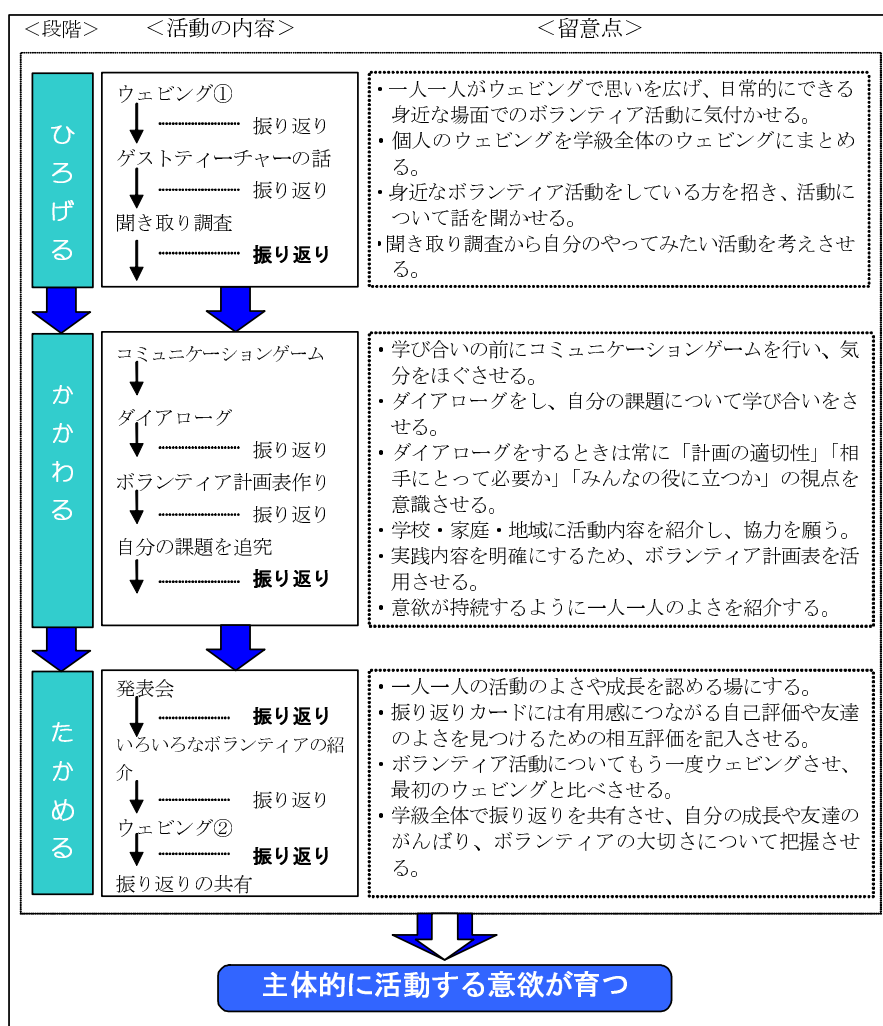 ＜段階＞　＜活動の内容＞　＜留意点＞
ひろげる
ウェビング①
振り返り
ゲストティーチャーの話
振り返り
聞き取り調査
振り返り
・一人一人がウェビングで思いを広げ、日常的にできる
身近な場面でのボランティア活動に気付かせる。
・個人のウェビングを学級全体のウェビングにまとめ
る。
・身近なボランティア活動をしている方を招き、活動に
ついて話を聞かせる。
・聞き取り調査から自分のやってみたい活動を考えさせ
る。
かかわる
コミュニケーションゲーム
ダイアローグ
振り返り
ボランティア計画表作り
振り返り
自分の課題を追究
振り返り
・学び合いの前にコミュニケーションゲームを行い、気
分をほぐさせる。
・ダイアローグをし、自分の課題について学び合いをさ
せる。
・ダイアローグをするときは常に「計画の適切性」「相
手にとって必要か」「みんなの役に立つか」の視点を
意識させる。
・学校・家庭・地域に活動内容を紹介し、協力を願う。
・実践内容を明確にするため、ボランティア計画表を活
用させる。
・意欲が持続するように一人一人のよさを紹介する。
たかめる
発表会
振り返り
いろいろなボランティアの紹
介
振り返り
ウェビング②
振り返り
振り返りの共有
・一人一人の活動のよさや成長を認める場にする。
・振り返りカードには有用感につながる自己評価や友達
のよさを見つけるための相互評価を記入させる。
・ボランティア活動についてもう一度ウェビングさせ、
最初のウェビングと比べさせる。
・学級全体で振り返りを共有させ、自分の成長や友達の
がんばり、ボランティアの大切さについて把握させ
る。
主体的に活動する意欲が育つ